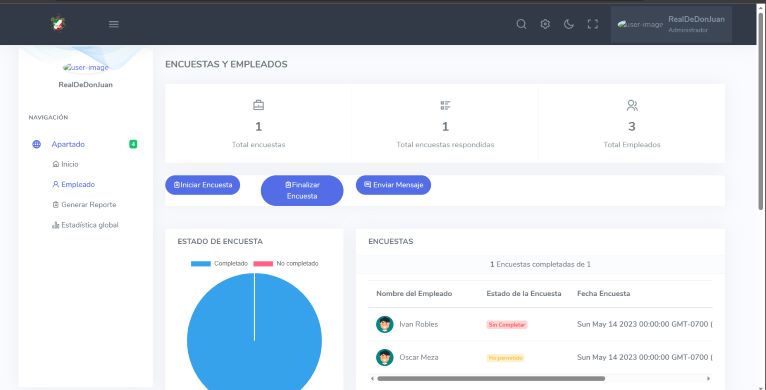 user-image
RealDeDonJuan
Administrador
user-image
RealDeDonJuan
NAVIGACIÓN
Apartado
4
Inicio
Empleado
Generar Reporte
Estadística global
ENCUESTAS Y EMPLEADOS
1
Total encuestas
1
Total encuestas respondidas
3
Total Empleados
Iniciar Encuesta
Finalizar
Encuesta
Enviar Mensaje
ESTADO DE ENCUESTA
Completado
No completado
ENCUESTAS
1 Encuestas completadas de 1
Nombre del Empleado Estado de la Encuesta Fecha Encuesta
Ivan Robles Sin Completar Sun May 14 2023 00:00:00 GMT-0700 (
Oscar Meza No permitido Sun May 14 2023 00:00:00 GMT-0700 (